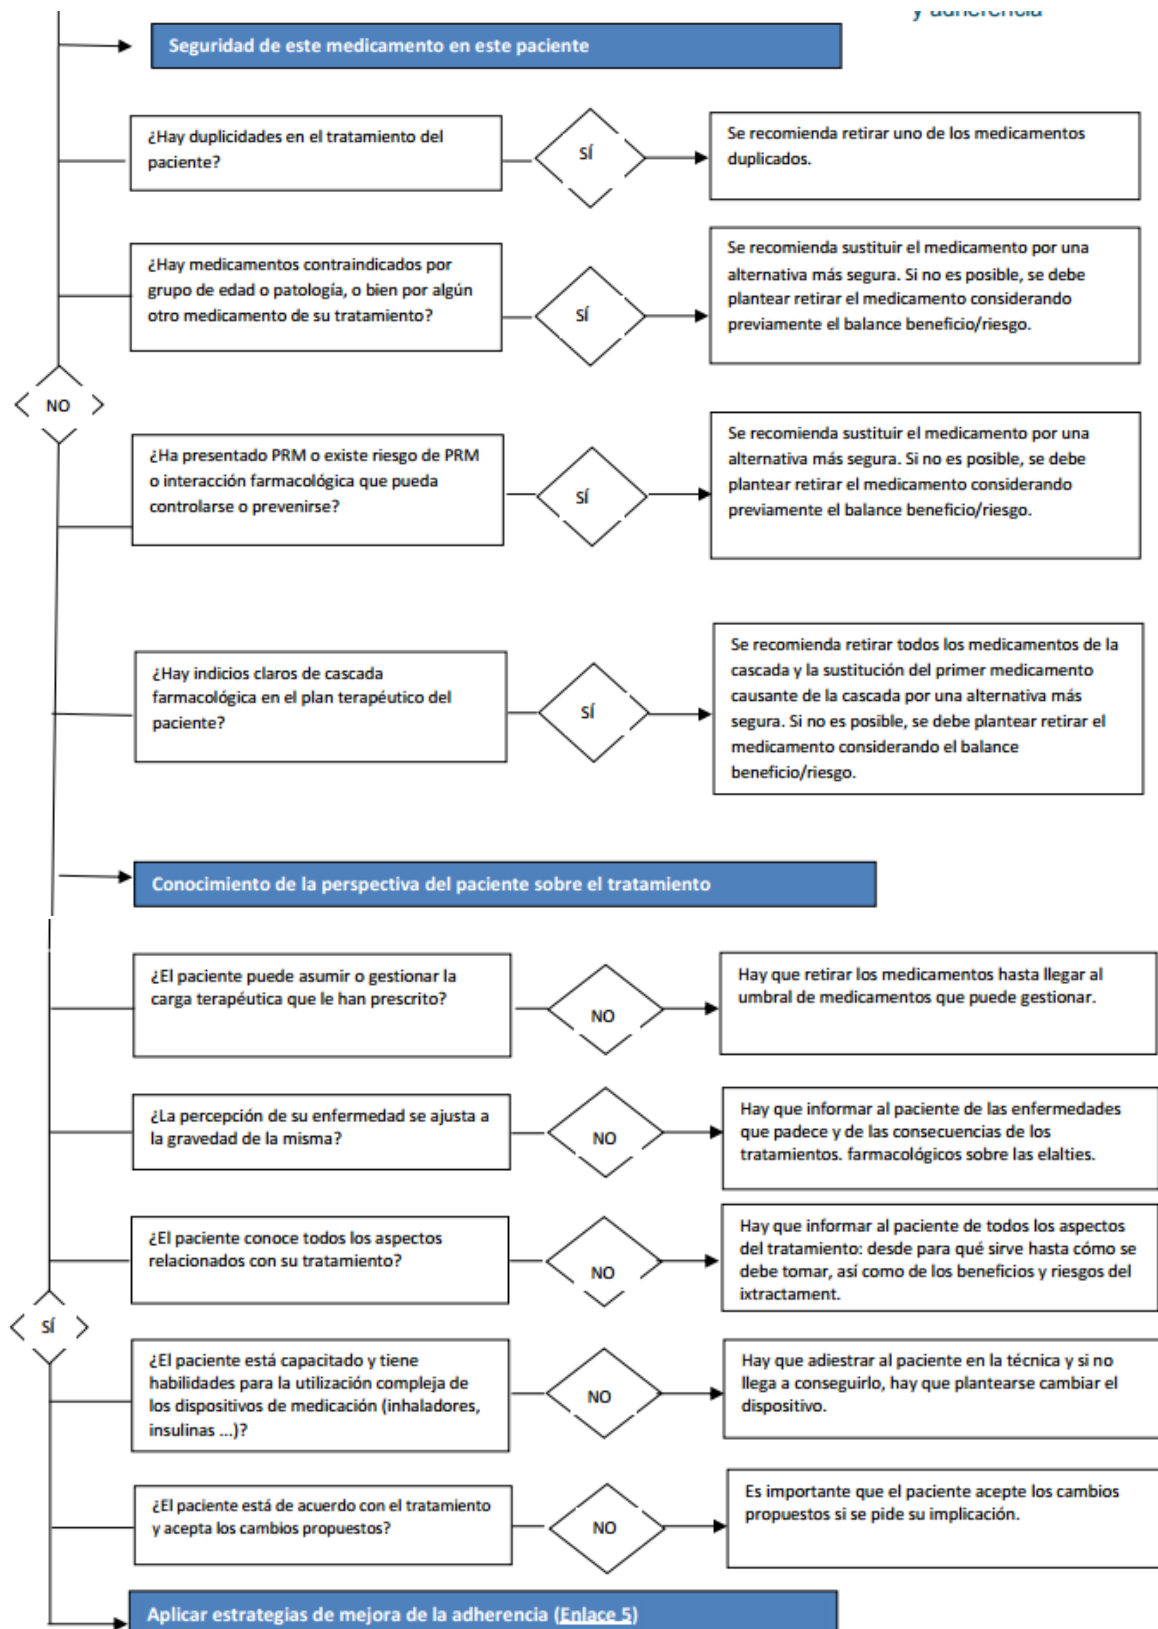 y adherencia
Seguridad de este medicamento en este paciente
¿Hay duplicidades en el tratamiento del
paciente?
SÍ
Se recomienda retirar uno de los medicamentos
duplicados.
¿Hay medicamentos contraindicados por
grupo de edad o patología, o bien por algún
otro medicamento de su tratamiento?
SÍ
Se recomienda sustituir el medicamento por una
alternativa más segura. Si no es posible, se debe
plantear retirar el medicamento considerando
previamente el balance beneficio/riesgo.
NO
¿Ha presentado PRM o existe riesgo de PRM
o interacción farmacológica que pueda
controlarse o prevenirse?
SÍ
Se recomienda sustituir el medicamento por una
alternativa más segura. Si no es posible, se debe
plantear retirar el medicamento considerando
previamente el balance beneficio/riesgo.
¿Hay indicios claros de cascada
farmacológica en el plan terapéutico del
paciente?
SÍ
Se recomienda retirar todos los medicamentos de la
cascada y la sustitución del primer medicamento
causante de la cascada por una alternativa más
segura. Si no es posible, se debe plantear retirar el
medicamento considerando el balance
beneficio/riesgo.
Conocimiento de la perspectiva del paciente sobre el tratamiento
¿El paciente puede asumir o gestionar la
carga terapéutica que le han prescrito?
NO
Hay que retirar los medicamentos hasta llegar al
umbral de medicamentos que puede gestionar.
¿La percepción de su enfermedad se ajusta a
la gravedad de la misma?
NO
Hay que informar al paciente de las enfermedades
que padece y de las consecuencias de los
tratamientos. farmacológicos sobre las elalties.
¿El paciente conoce todos los aspectos
relacionados con su tratamiento?
NO
Hay que informar al paciente de todos los aspectos
del tratamiento: desde para qué sirve hasta cómo se
debe tomar, así como de los beneficios y riesgos del
ixtractament.
SÍ
¿El paciente está capacitado y tiene
habilidades para la utilización compleja de
los dispositivos de medicación (inhaladores,
insulinas ...)?
NO
Hay que adiestrar al paciente en la técnica y si no
llega a conseguirlo, hay que plantearse cambiar el
dispositivo.
¿El paciente está de acuerdo con el tratamiento
y acepta los cambios propuestos?
NO
Es importante que el paciente acepte los cambios
propuestos si se pide su implicación.
Aplicar estrategias de mejora de la adherencia (Enlace 5)